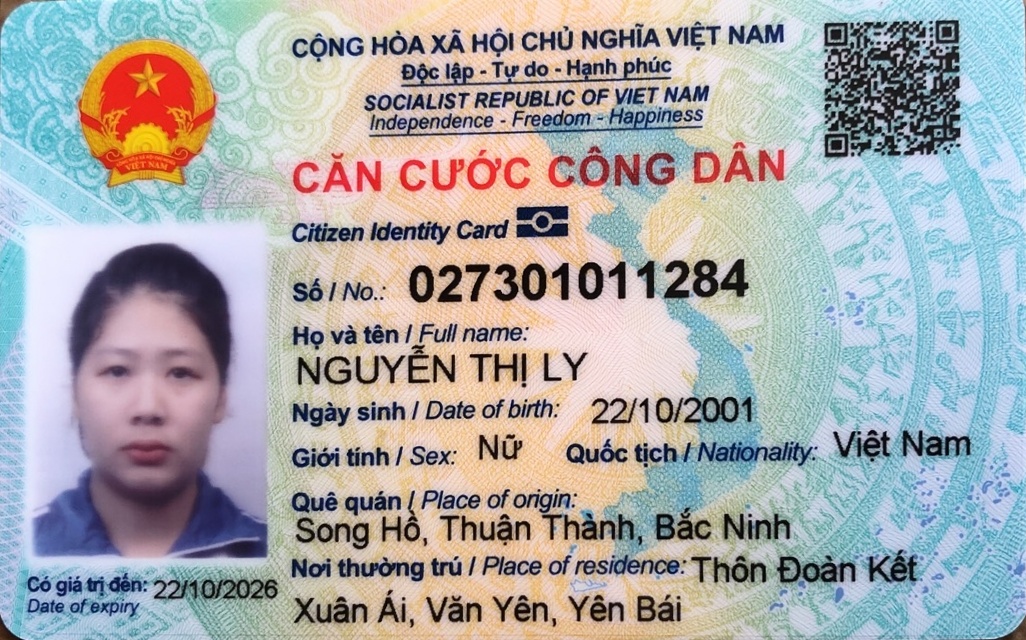 CỘNG HÒA XÃ HỘI CHỦ NGHĨA VIỆT NAM
Độc lập - Tự do - Hạnh phúc
SOCIALIST REPUBLIC OF VIET NAM
Independence - Freedom - Happiness
CĂN CƯỚC CÔNG DÂN
Citizen Identity Card
Số / No.: 027301011284
Họ và tên / Full name:
NGUYỄN THỊ LY
Ngày sinh / Date of birth: 22/10/2001
Giới tính / Sex: Nữ Quốc tịch / Nationality: Việt Nam
Quê quán / Place of origin:
Song Hồ, Thuận Thành, Bắc Ninh
Nơi thường trú / Place of residence: Thôn Đoàn Kết
Xuân Ái, Văn Yên, Yên Bái
Có giá trị đến: 22/10/2026
Date of expiry
VIỆT NAM